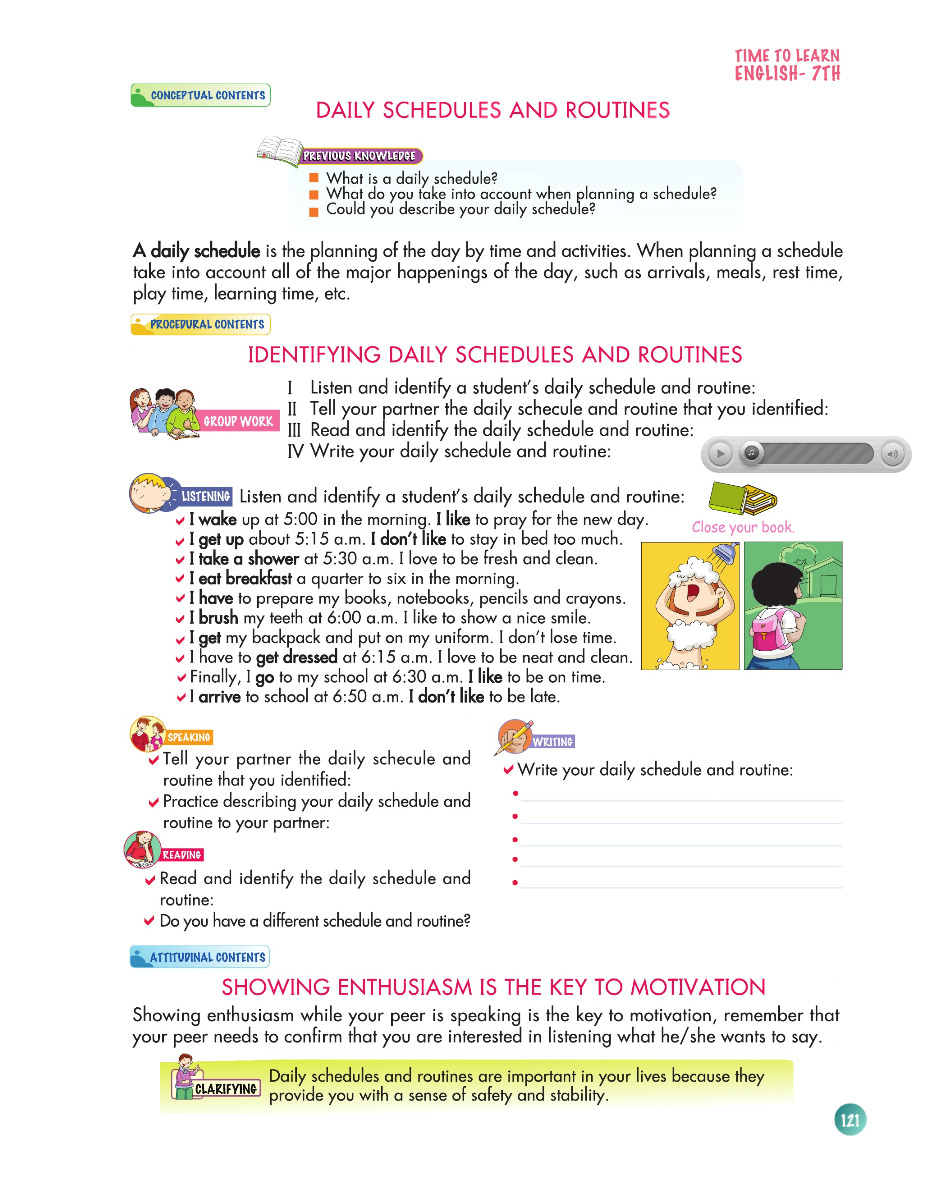 TIME TO LEARN
ENGLISH- 7TH
CONCEPTUAL CONTENTS
DAILY SCHEDULES AND ROUTINES
PREVIOUS KNOWLEDGE
What is a daily schedule?
What do you take into account when planning a schedule?
Could you describe your daily schedule?
A daily schedule is the planning of the day by time and activities. When planning a schedule
take into account all of the major happenings of the day, such as arrivals, meals, rest time,
play time, learning time, etc.
PROCEDURAL CONTENTS
IDENTIFYING DAILY SCHEDULES AND ROUTINES
GROUP WORK
I Listen and identify a student's daily schedule and routine:
II Tell your partner the daily schecule and routine that you identified:
III Read and identify the daily schedule and routine:
IV Write your daily schedule and routine:
LISTENING Listen and identify a student's daily schedule and routine:
Close your book.
I wake up at 5:00 in the morning. I like to pray for the new day.
I get up about 5:15 a.m. I don't like to stay in bed too much.
I take a shower at 5:30 a.m. I love to be fresh and clean.
I eat breakfast a quarter to six in the morning.
I have to prepare my books, notebooks, pencils and crayons.
I brush my teeth at 6:00 a.m. I like to show a nice smile.
I get my backpack and put on my uniform. I don't lose time.
I have to get dressed at 6:15 a.m. I love to be neat and clean.
Finally, I go to my school at 6:30 a.m. I like to be on time.
I arrive to school at 6:50 a.m. I don't like to be late.
SPEAKING
Tell your partner the daily schecule and
routine that you identified:
Practice describing your daily schedule and
routine to your partner:
READING
Read and identify the daily schedule and
routine:
Do you have a different schedule and routine?
WRITING
Write your daily schedule and routine:
ATTITUDINAL CONTENTS
SHOWING ENTHUSIASM IS THE KEY TO MOTIVATION
Showing enthusiasm while your peer is speaking is the key to motivation, remember that
your peer needs to confirm that you are interested in listening what he/she wants to say.
CLARIFYING
Daily schedules and routines are important in your lives because they
provide you with a sense of safety and stability.
121